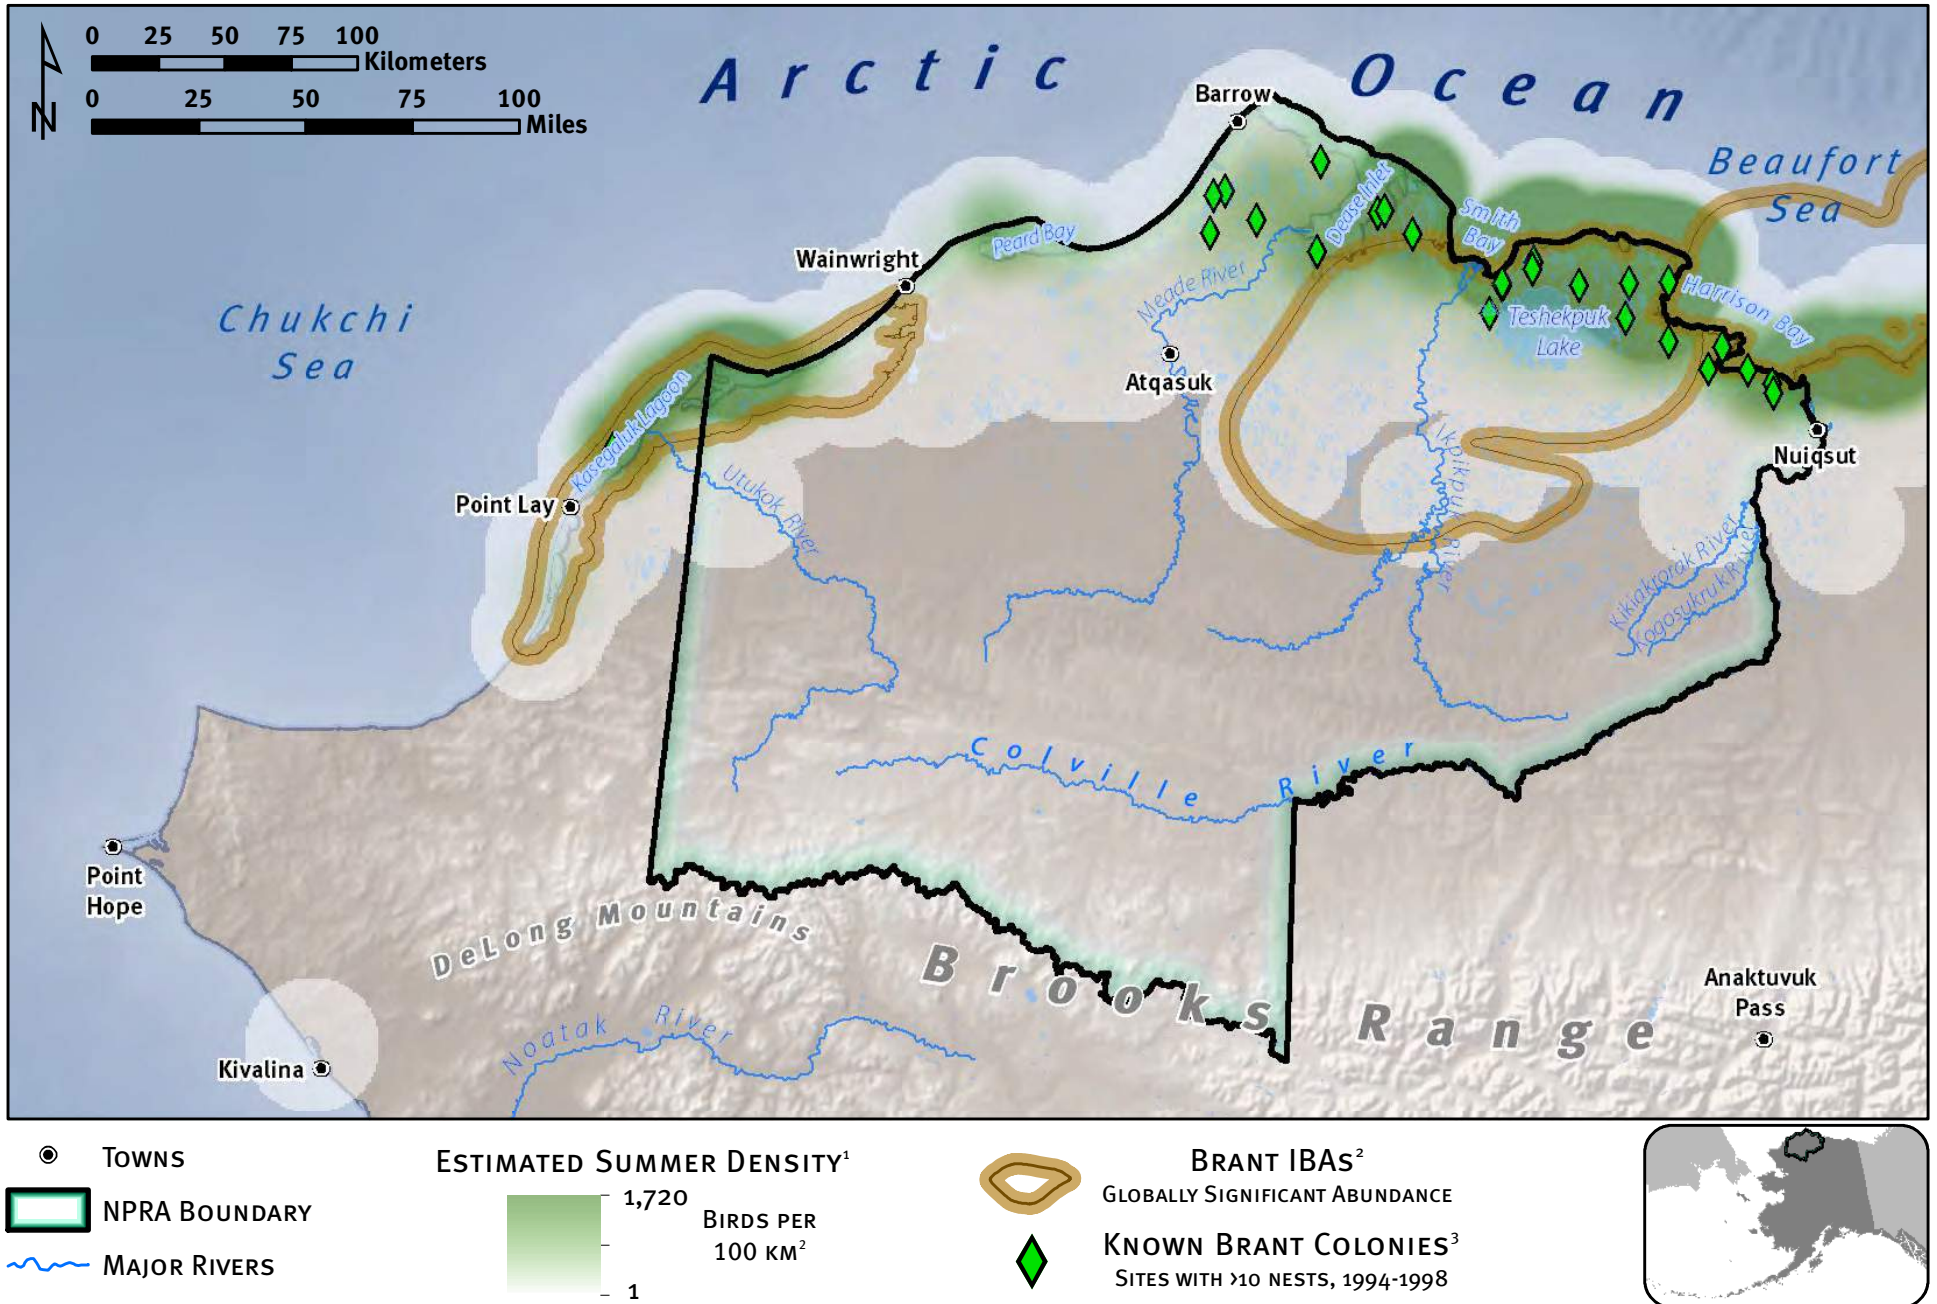 0 25 50 75 100
Kilometers
0 25 50 75 100
Miles
N
Arctic Ocean
Barrow
Beaufort
Sea
Dease Inlet
Smith
Bay
Peard Bay
Wainwright
Meade River
Harrison Bay
Chukchi
Sea
Teshekpuk
Lake
Atqasuk
Kasegaluk Lagoon
Nuiqsut
Utukok River
Ikpikpuk River
Point Lay
Kikiakrorak River
Kogosukruk River
Colville River
Point
Hope
DeLong Mountains
Brooks Range
Anaktuvuk
Pass
Noatak River
Kivalina
Towns
NPRA Boundary
Major Rivers
Estimated Summer Density¹
1,720
Birds per
100 km²
1
Brant IBAs²
Globally Significant Abundance
Known Brant Colonies³
Sites with >10 nests, 1994-1998